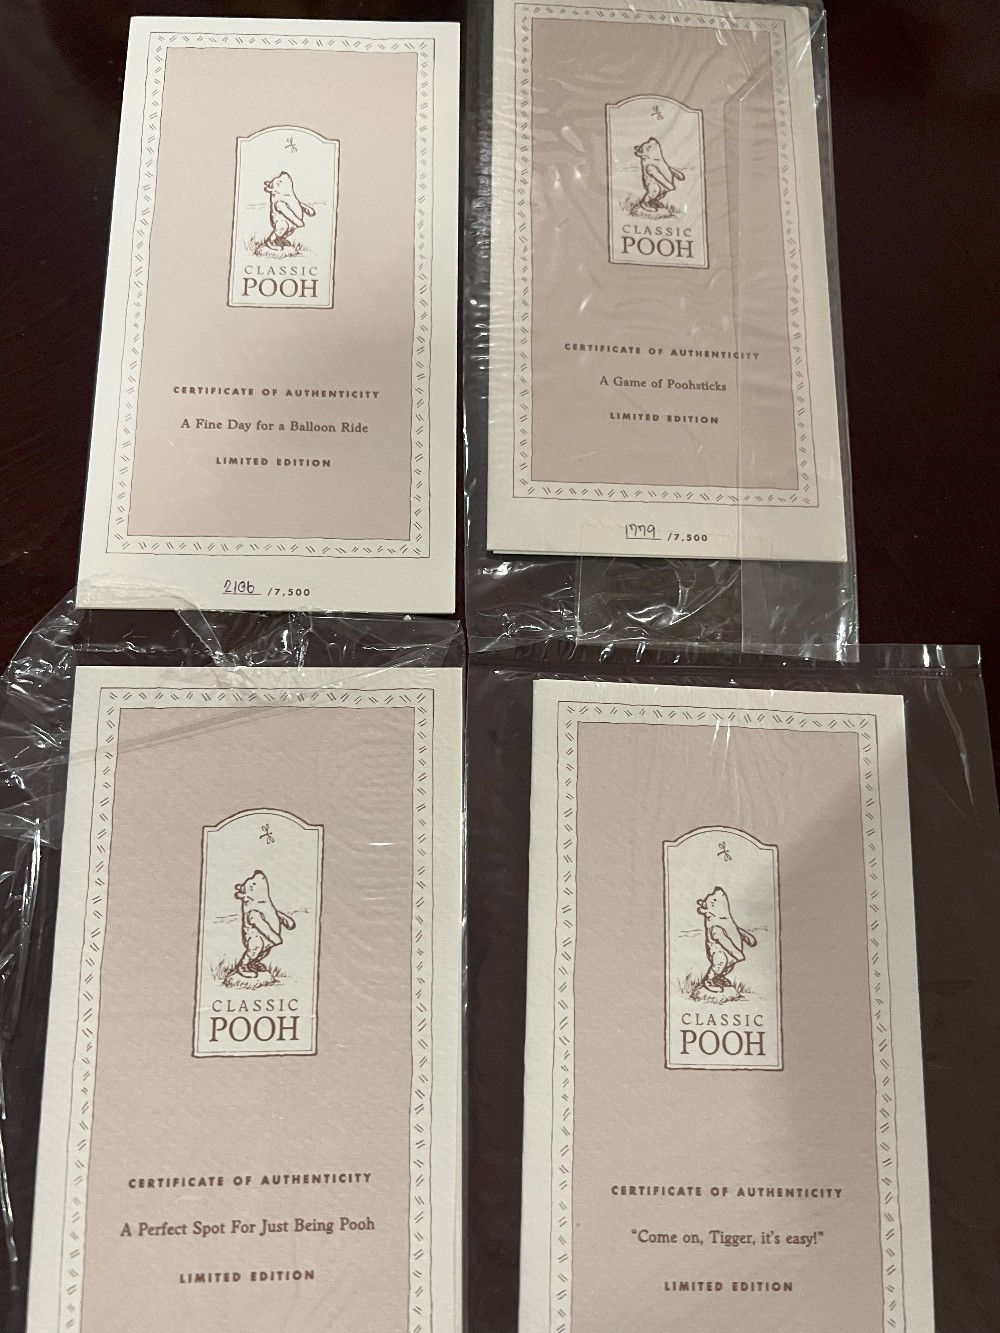 CLASSIC
POOH
CERTIFICATE OF AUTHENTICITY
A Fine Day for a Balloon Ride
LIMITED EDITION
2136 /7,500
CLASSIC
POOH
CERTIFICATE OF AUTHENTICITY
A Game of Poohsticks
LIMITED EDITION
1779 /7,500
CLASSIC
POOH
CERTIFICATE OF AUTHENTICITY
A Perfect Spot For Just Being Pooh
LIMITED EDITION
CLASSIC
POOH
CERTIFICATE OF AUTHENTICITY
"Come on, Tigger, it's easy!"
LIMITED EDITION